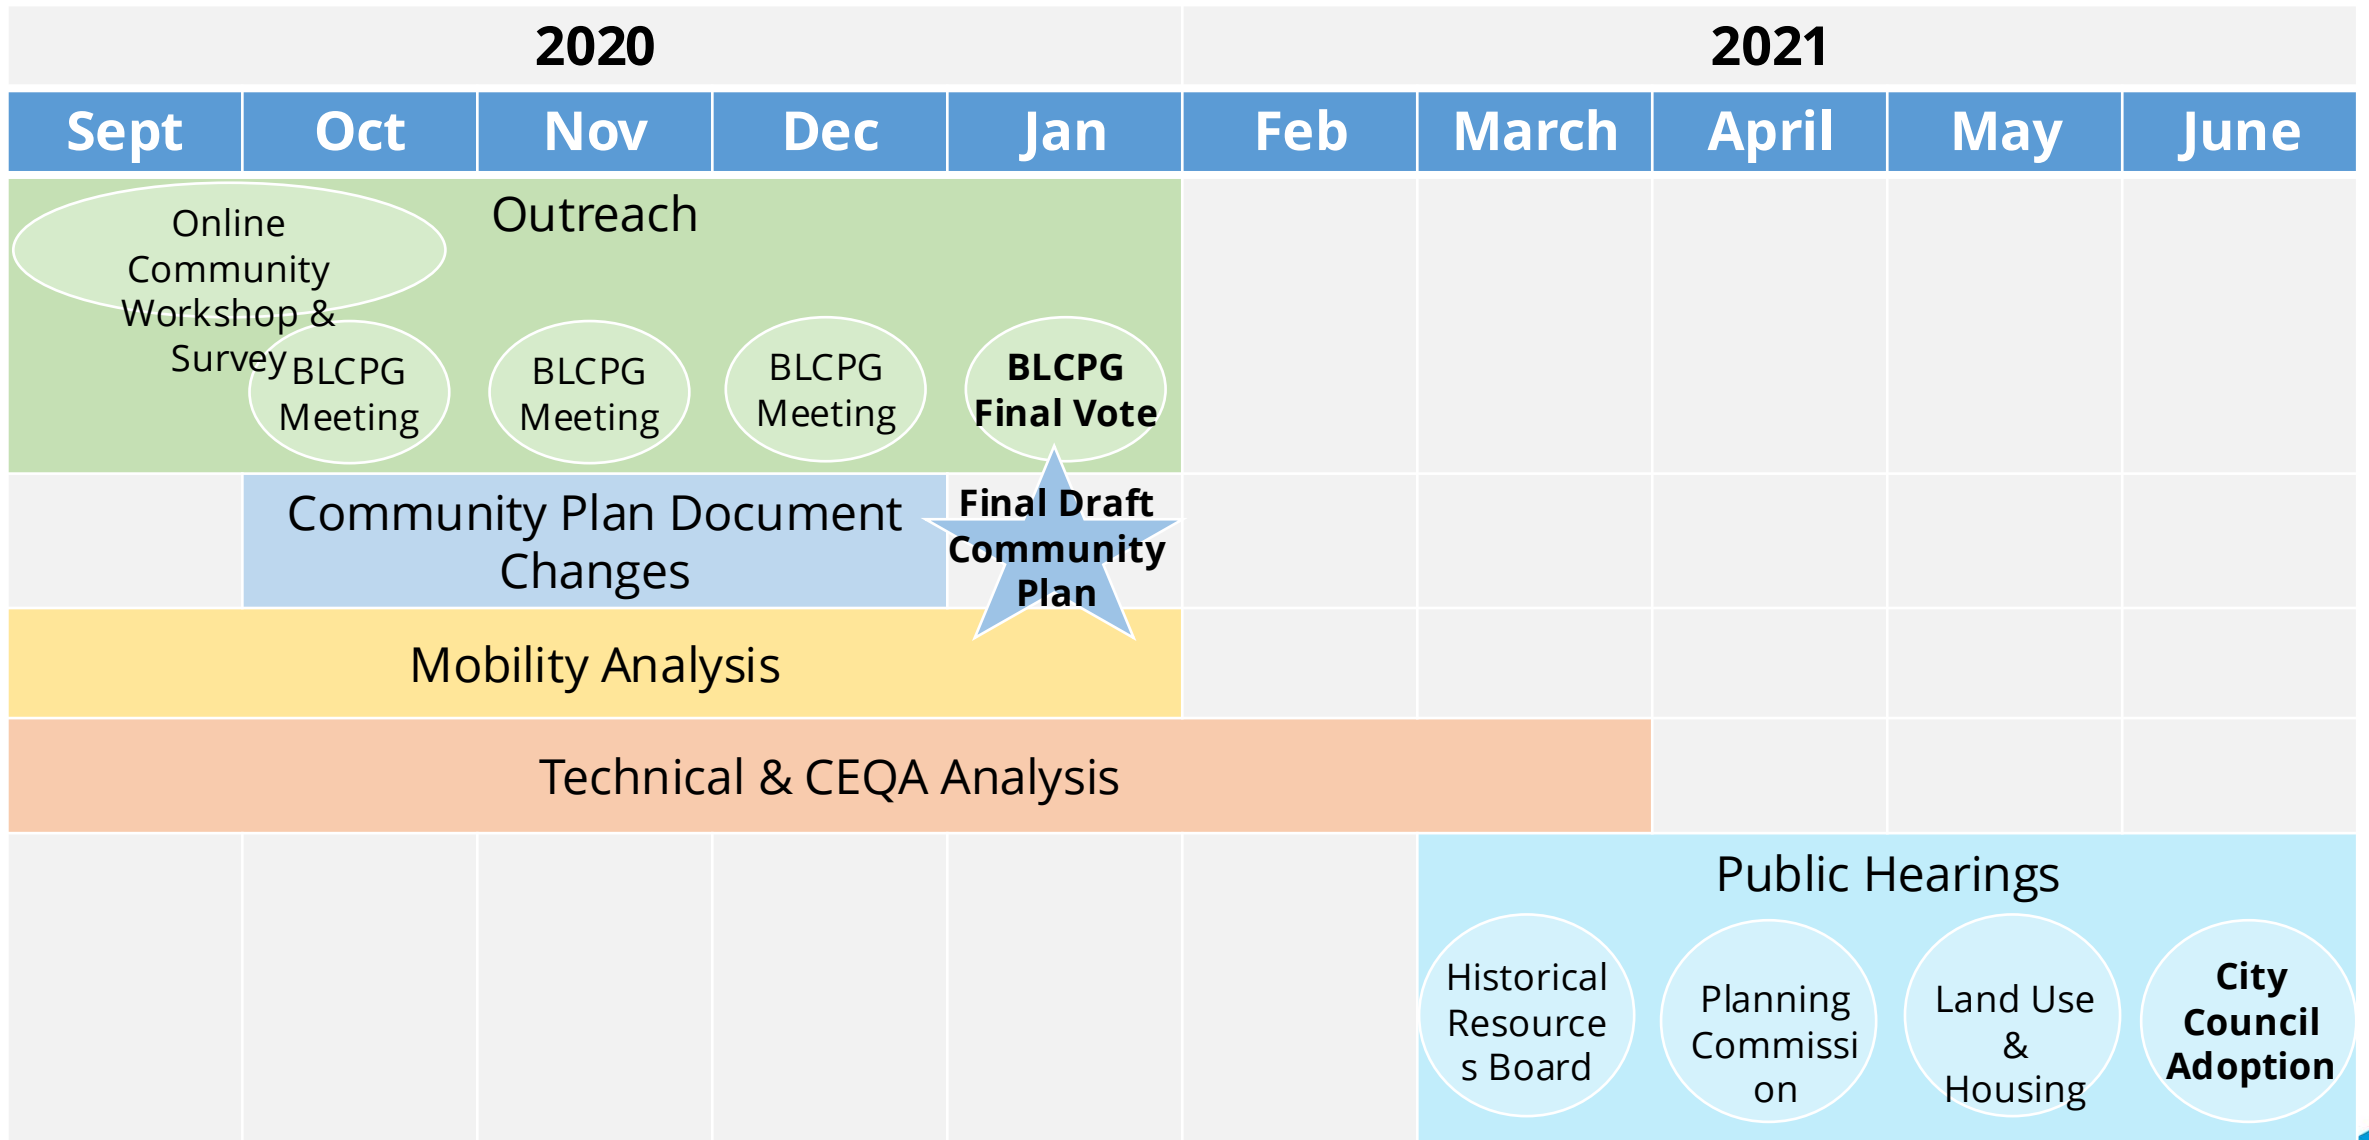 2020
2021
Sept
Oct
Nov
Dec
Jan
Feb
March
April
May
June
Outreach
Online
Community
Workshop &
Survey
BLCPG
Meeting
BLCPG
Meeting
BLCPG
Meeting
BLCPG
Final Vote
Community Plan Document
Changes
Final Draft
Community
Plan
Mobility Analysis
Technical & CEQA Analysis
Public Hearings
Historical
Resource
s Board
Planning
Commissi
on
Land Use
&
Housing
City
Council
Adoption